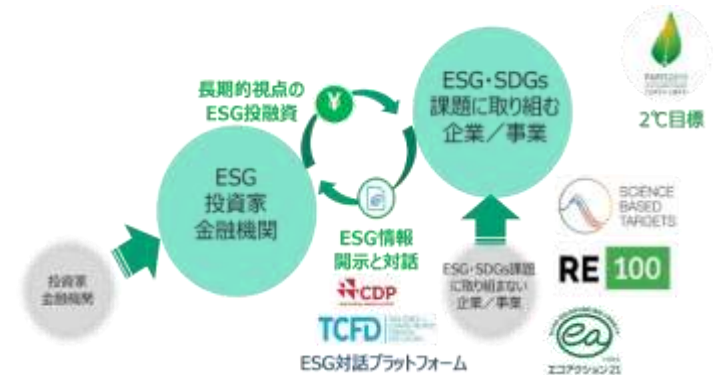 長期的視点の
ESG投融資
¥
ESG・SDGs
課題に取り組む
企業／事業
2℃目標
ESG
投資家
金融機関
ESG情報
開示と対話
投資家
金融機関
ESG・SDGs課題
に取り組まない
企業／事業
CDP
TCFD
ESG対話プラットフォーム
SCIENCE
BASED
TARGETS
RE 100
ea
エコアクション21